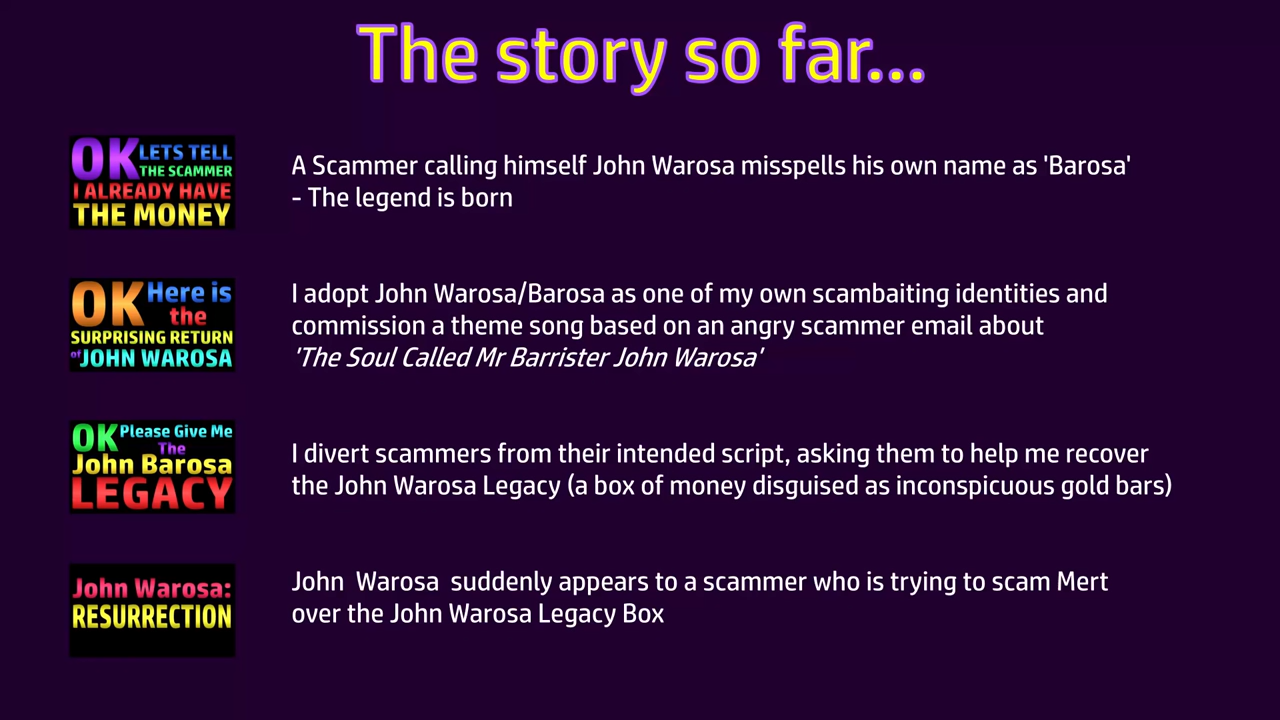 The story so far...
OK LETS TELL
THE SCAMMER
I ALREADY HAVE
THE MONEY
A Scammer calling himself John Warosa misspells his own name as 'Barosa'
- The legend is born
OK Here is
the
SURPRISING RETURN
of JOHN WAROSA
I adopt John Warosa/Barosa as one of my own scambaiting identities and
commission a theme song based on an angry scammer email about
'The Soul Called Mr Barrister John Warosa'
OK Please Give Me
The
John Barosa
LEGACY
I divert scammers from their intended script, asking them to help me recover
the John Warosa Legacy (a box of money disguised as inconspicuous gold bars)
John Warosa:
RESURRECTION
John Warosa suddenly appears to a scammer who is trying to scam Mert
over the John Warosa Legacy Box